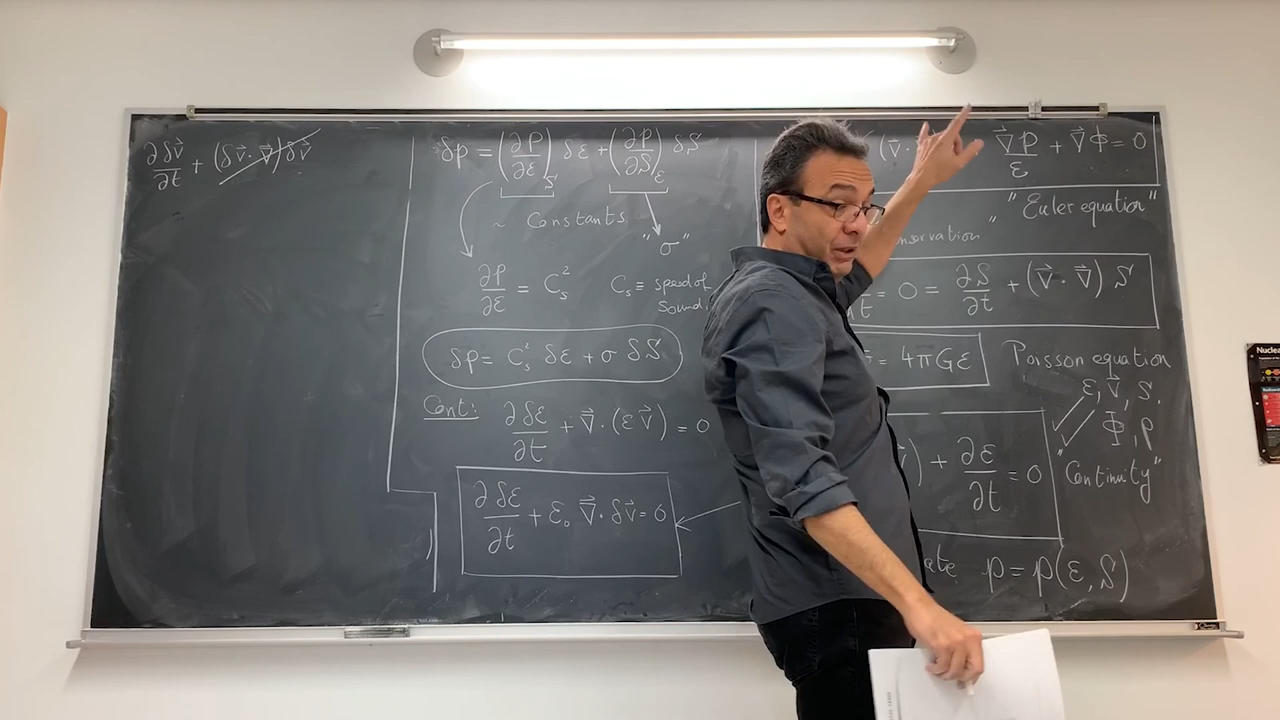 ∂δv⃗/∂t + (δv⃗·∇⃗)δv⃗
δp = (∂P/∂ε)_S δε + (∂P/∂S)_ε δS
~ Constants
"σ"
∂P/∂ε = C_s² C_s ≡ speed of
Sound.
δp = C_s² δε + σ δS
Cont: ∂δε/∂t + ∇⃗·(εv⃗) = 0
∂δε/∂t + ε₀ ∇⃗·δv⃗ = 0
∇⃗P/ε + ∇⃗Φ = 0
"Euler equation"
= 0 = ∂S/∂t + (v⃗·∇⃗) S
= 4πGε Poisson equation
ε, v⃗, S.
Φ, p
) + ∂ε/∂t = 0 "Continuity"
p = p(ε, S)
Nuclea